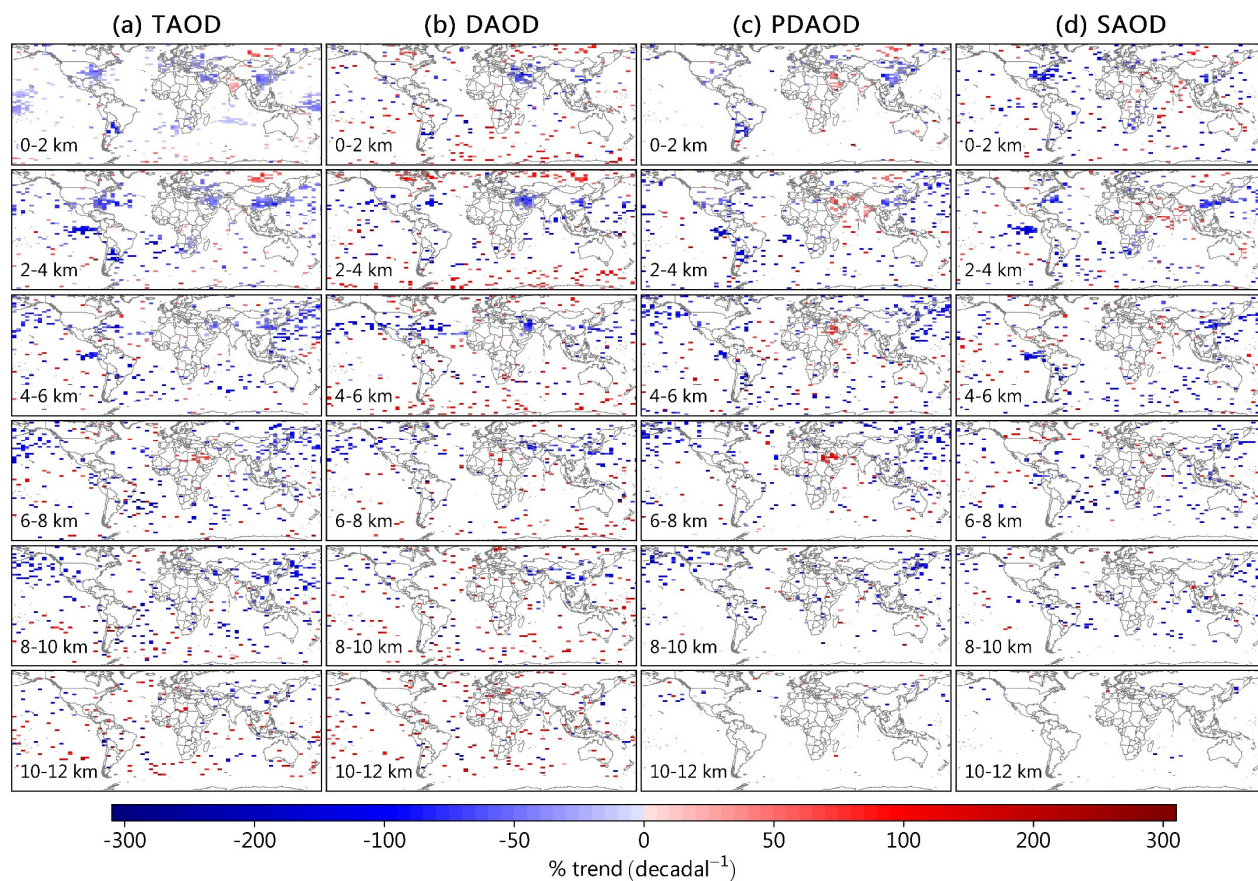 (a) TAOD (b) DAOD (c) PDAOD (d) SAOD
0-2 km 0-2 km 0-2 km 0-2 km
2-4 km 2-4 km 2-4 km 2-4 km
4-6 km 4-6 km 4-6 km 4-6 km
6-8 km 6-8 km 6-8 km 6-8 km
8-10 km 8-10 km 8-10 km 8-10 km
10-12 km 10-12 km 10-12 km 10-12 km
-300 -200 -100 -50 0 50 100 200 300
% trend (decadal⁻¹)